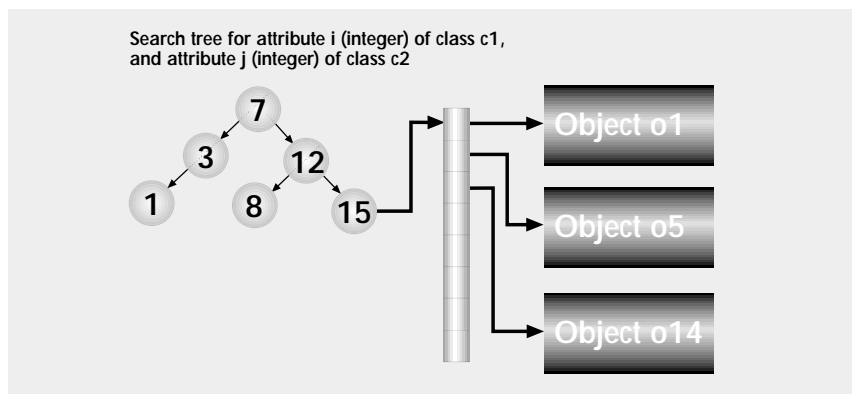 Search tree for attribute i (integer) of class c1,
and attribute j (integer) of class c2
7
3
12
1
8
15
Object o1
Object o5
Object o14